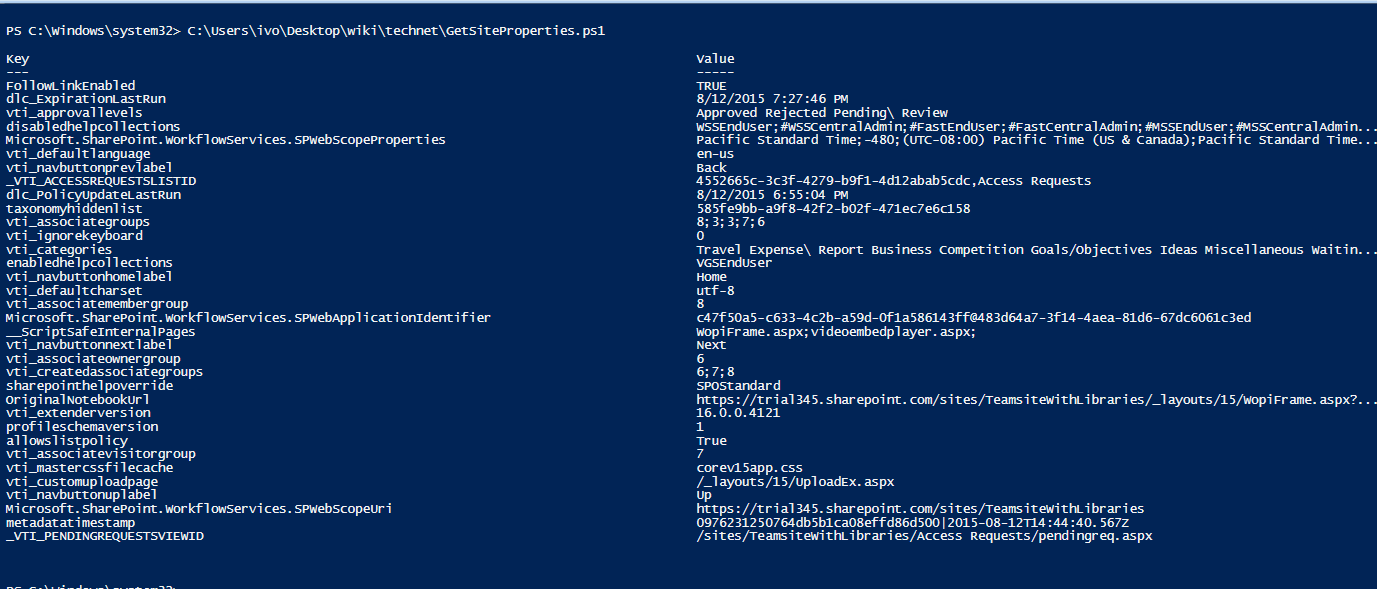 PS C:\Windows\system32> C:\Users\ivo\Desktop\wiki\technet\GetSiteProperties.ps1
Key Value
--- -----
FollowLinkEnabled TRUE
dlc_ExpirationLastRun 8/12/2015 7:27:46 PM
vti_approvallevels Approved Rejected Pending\ Review
disabledhelpcollections WSSEndUser;#WSSCentralAdmin;#FastEndUser;#FastCentralAdmin;#MSSEndUser;#MSSCentralAdmin...
Microsoft.SharePoint.WorkflowServices.SPWebScopeProperties Pacific Standard Time;-480;(UTC-08:00) Pacific Time (US & Canada);Pacific Standard Time...
vti_defaultlanguage en-us
vti_navbuttonprevlabel Back
_VTI_ACCESSREQUESTSLISTID 4552665c-3c3f-4279-b9f1-4d12abab5cdc,Access Requests
dlc_PolicyUpdateLastRun 8/12/2015 6:55:04 PM
taxonomyhiddenlist 585fe9bb-a9f8-42f2-b02f-471ec7e6c158
vti_associategroups 8;3;3;7;6
vti_ignorekeyboard 0
vti_categories Travel Expense\ Report Business Competition Goals/Objectives Ideas Miscellaneous Waitin...
enabledhelpcollections VGSEndUser
vti_navbuttonhomelabel Home
vti_defaultcharset utf-8
vti_associatemembergroup 8
Microsoft.SharePoint.WorkflowServices.SPWebApplicationIdentifier c47f50a5-c633-4c2b-a59d-0f1a586143ff@483d64a7-3f14-4aea-81d6-67dc6061c3ed
__ScriptSafeInternalPages WopiFrame.aspx;videoembedplayer.aspx;
vti_navbuttonnextlabel Next
vti_associateownergroup 6
vti_createdassociategroups 6;7;8
sharepointhelpoverride SPOStandard
OriginalNotebookUrl https://trial345.sharepoint.com/sites/TeamsiteWithLibraries/_layouts/15/WopiFrame.aspx?...
vti_extenderversion 16.0.0.4121
profileschemaversion 1
allowslistpolicy True
vti_associatevisitorgroup 7
vti_mastercssfilecache corev15app.css
vti_customuploadpage /_layouts/15/UploadEx.aspx
vti_navbuttonuplabel Up
Microsoft.SharePoint.WorkflowServices.SPWebScopeUri https://trial345.sharepoint.com/sites/TeamsiteWithLibraries
metadatatimestamp 0976231250764db5b1ca08effd86d500|2015-08-12T14:44:40.567Z
_VTI_PENDINGREQUESTSVIEWID /sites/TeamsiteWithLibraries/Access Requests/pendingreq.aspx
PS C:\Windows\system32>